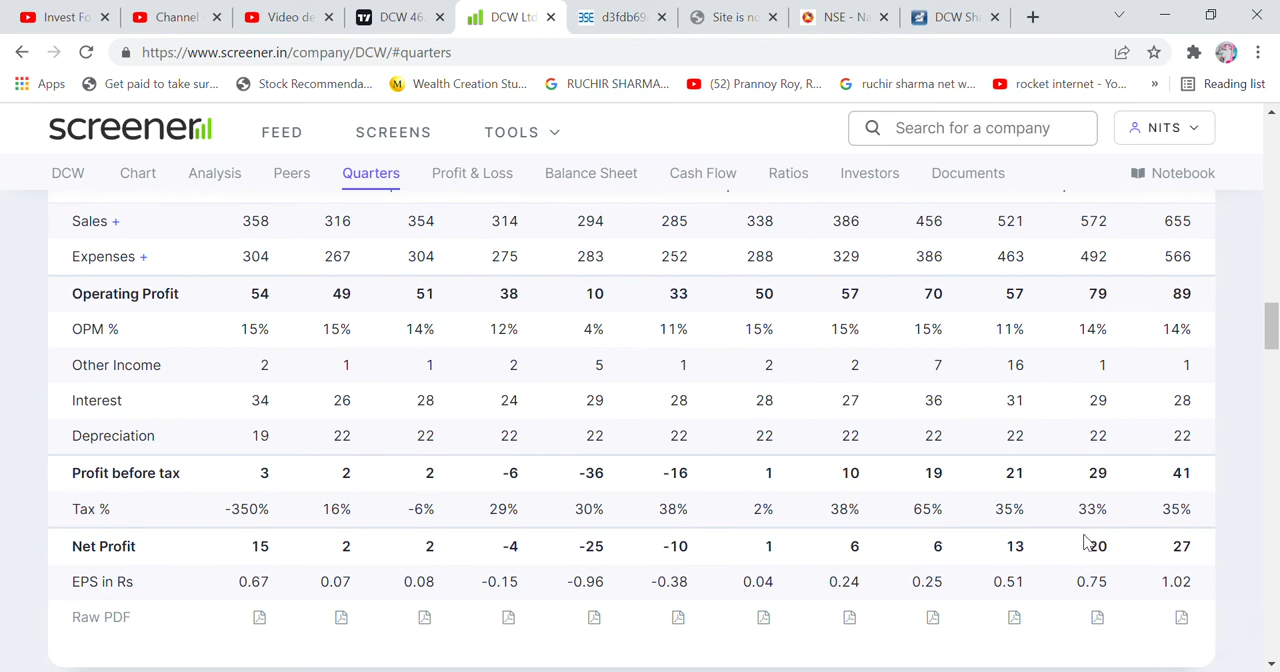 Invest Fo
Channel
Video de
DCW 46.
DCW Ltd
d3fdb69
Site is no
NSE - Na
DCW Sh
https://www.screener.in/company/DCW/#quarters
Apps
Get paid to take sur...
Stock Recommenda...
Wealth Creation Stu...
RUCHIR SHARMA...
(52) Prannoy Roy, R...
ruchir sharma net w...
rocket internet - Yo...
»
Reading list
screener
FEED
SCREENS
TOOLS
Search for a company
NITS
DCW
Chart
Analysis
Peers
Quarters
Profit & Loss
Balance Sheet
Cash Flow
Ratios
Investors
Documents
Notebook
Sales + 358 316 354 314 294 285 338 386 456 521 572 655
Expenses + 304 267 304 275 283 252 288 329 386 463 492 566
Operating Profit 54 49 51 38 10 33 50 57 70 57 79 89
OPM % 15% 15% 14% 12% 4% 11% 15% 15% 15% 11% 14% 14%
Other Income 2 1 1 2 5 1 2 2 7 16 1 1
Interest 34 26 28 24 29 28 28 27 36 31 29 28
Depreciation 19 22 22 22 22 22 22 22 22 22 22 22
Profit before tax 3 2 2 -6 -36 -16 1 10 19 21 29 41
Tax % -350% 16% -6% 29% 30% 38% 2% 38% 65% 35% 33% 35%
Net Profit 15 2 2 -4 -25 -10 1 6 6 13 20 27
EPS in Rs 0.67 0.07 0.08 -0.15 -0.96 -0.38 0.04 0.24 0.25 0.51 0.75 1.02
Raw PDF